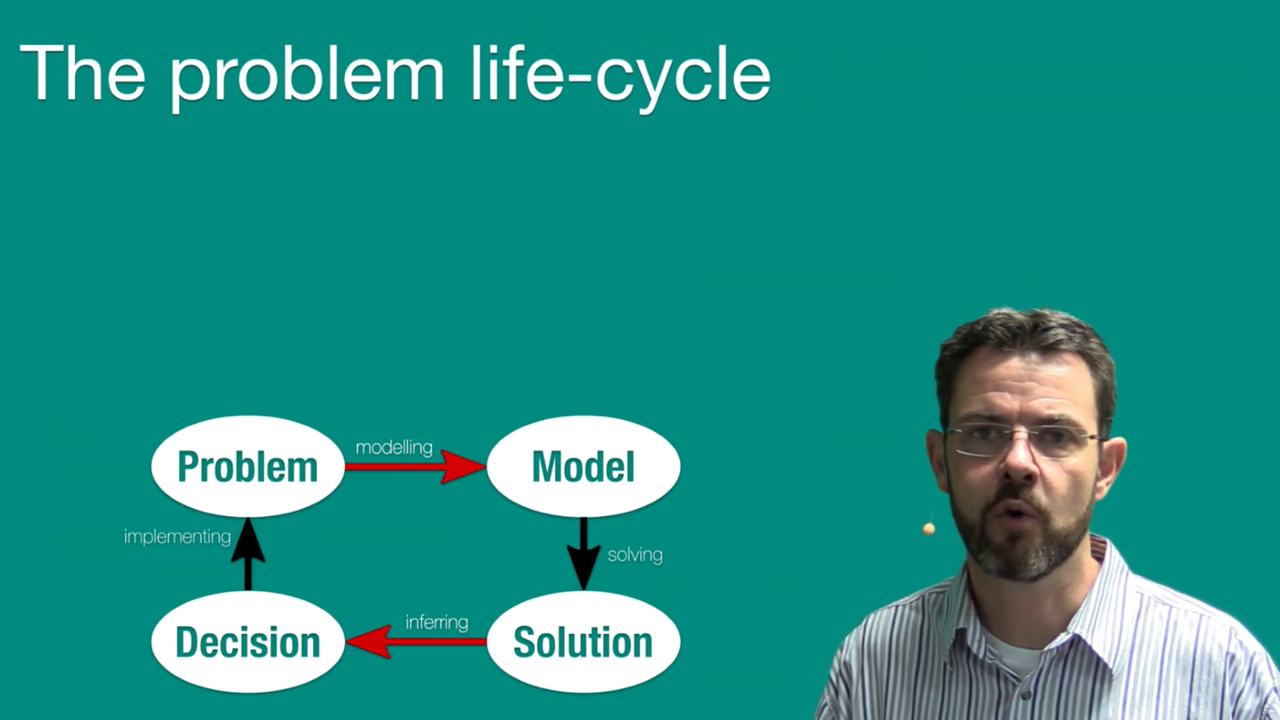 The problem life-cycle
modelling
Problem
Model
implementing
solving
inferring
Decision
Solution